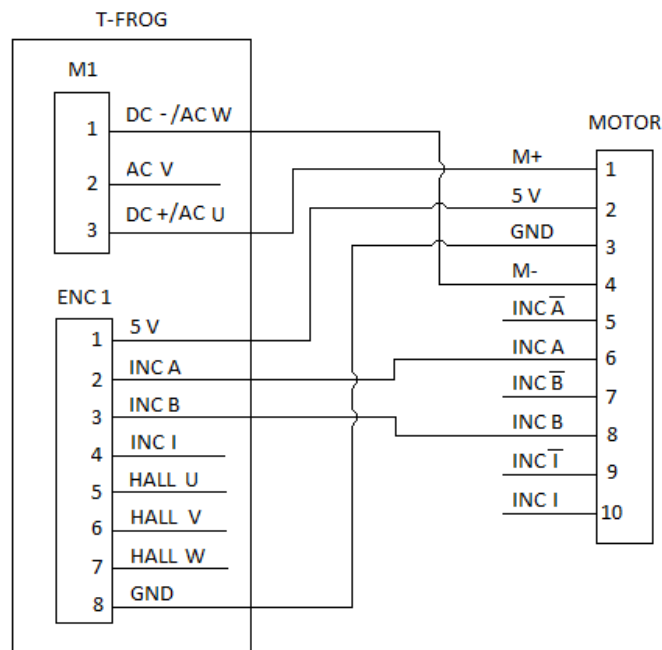 T-FROG
M1
1 DC -/AC W
2 AC V
3 DC +/AC U
ENC 1
1 5 V
2 INC A
3 INC B
4 INC I
5 HALL U
6 HALL V
7 HALL W
8 GND
MOTOR
M+ 1
5 V 2
GND 3
M- 4
INC A̅ 5
INC A 6
INC B̅ 7
INC B 8
INC I̅ 9
INC I 10